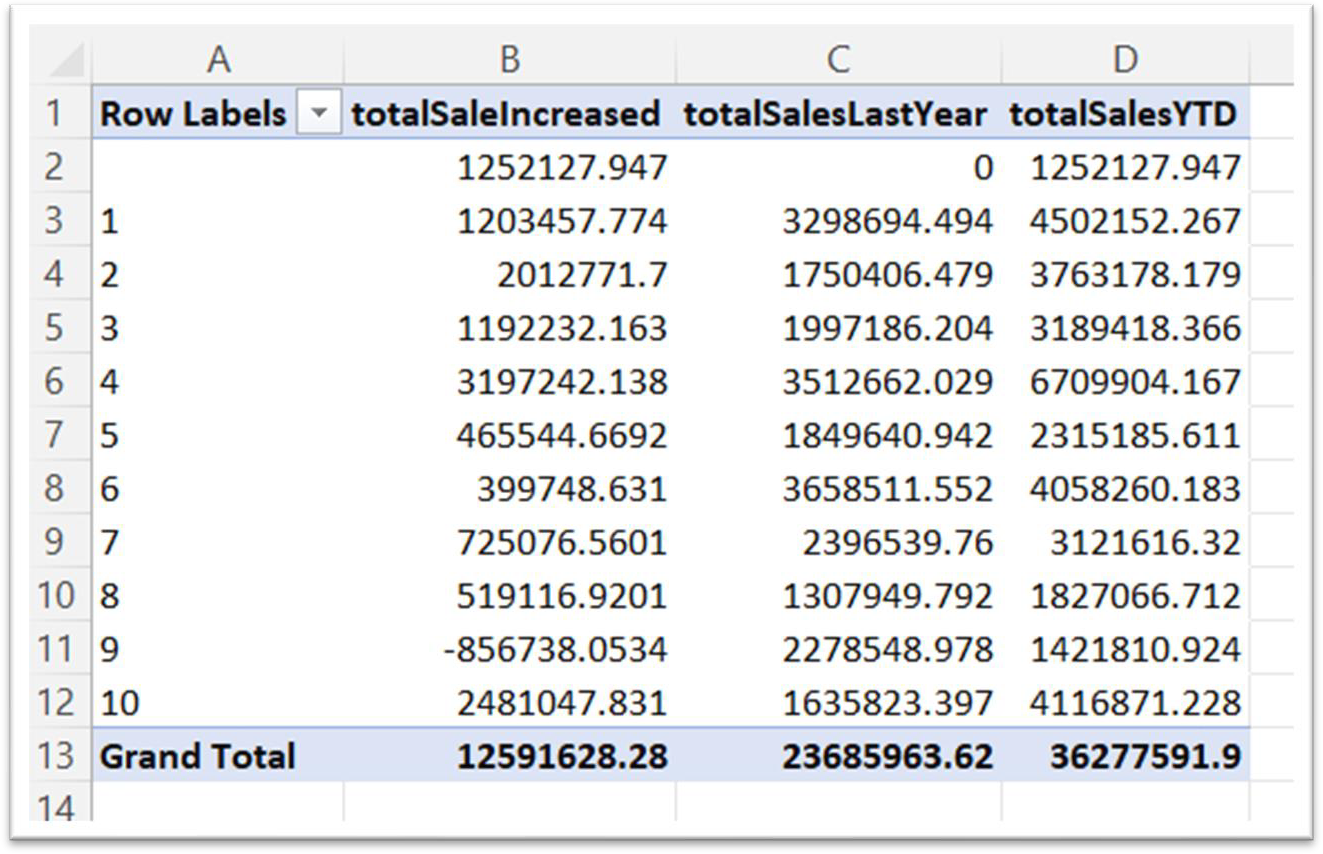 A B C D
1 Row Labels totalSaleIncreased totalSalesLastYear totalSalesYTD
2 1252127.947 0 1252127.947
3 1 1203457.774 3298694.494 4502152.267
4 2 2012771.7 1750406.479 3763178.179
5 3 1192232.163 1997186.204 3189418.366
6 4 3197242.138 3512662.029 6709904.167
7 5 465544.6692 1849640.942 2315185.611
8 6 399748.631 3658511.552 4058260.183
9 7 725076.5601 2396539.76 3121616.32
10 8 519116.9201 1307949.792 1827066.712
11 9 -856738.0534 2278548.978 1421810.924
12 10 2481047.831 1635823.397 4116871.228
13 Grand Total 12591628.28 23685963.62 36277591.9
14